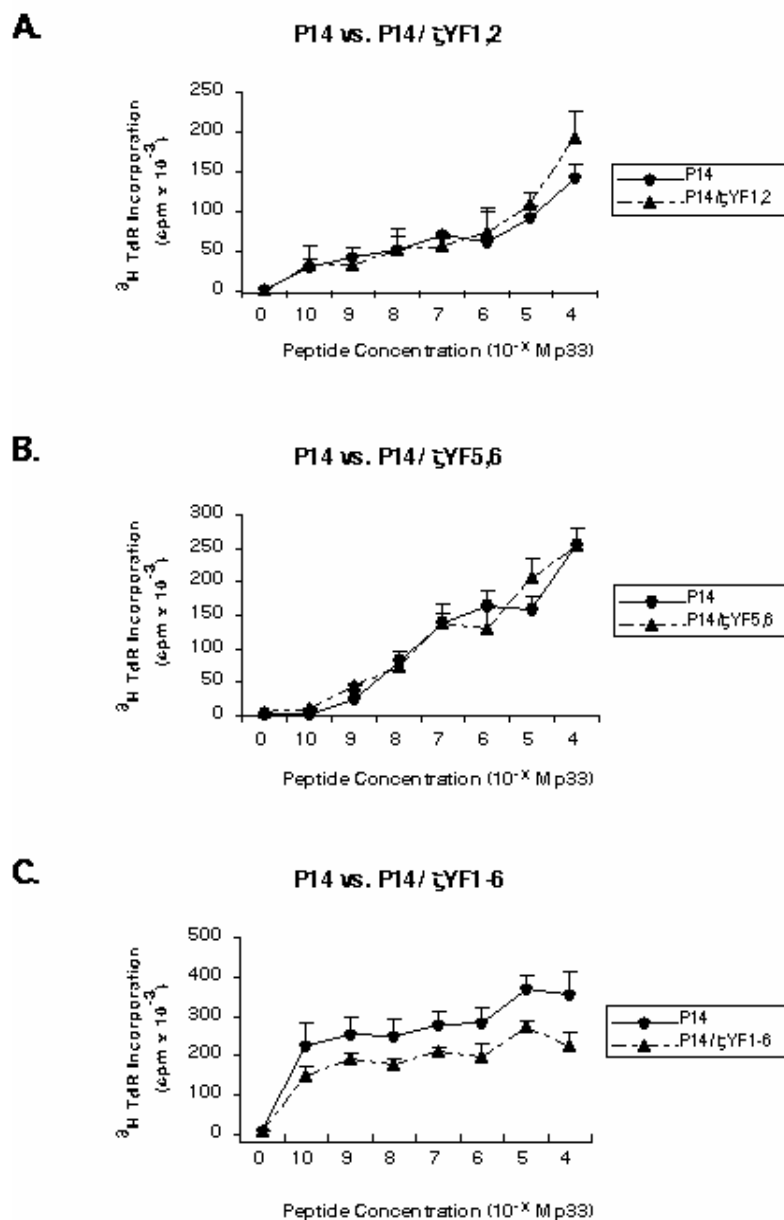 A.
P14 vs. P14/ ζYF1,2
250
200
150
100
50
0
³H TdR Incorporation
(cpm x 10⁻³)
0 10 9 8 7 6 5 4
Peptide Concentration (10⁻ˣ M p33)
P14
P14/ζYF1,2
B.
P14 vs. P14/ ζYF5,6
300
250
200
150
100
50
0
³H TdR Incorporation
(cpm x 10⁻³)
0 10 9 8 7 6 5 4
Peptide Concentration (10⁻ˣ M p33)
P14
P14/ζYF5,6
C.
P14 vs. P14/ ζYF1-6
500
400
300
200
100
0
³H TdR Incorporation
(cpm x 10⁻³)
0 10 9 8 7 6 5 4
Peptide Concentration (10⁻ˣ M p33)
P14
P14/ζYF1-6